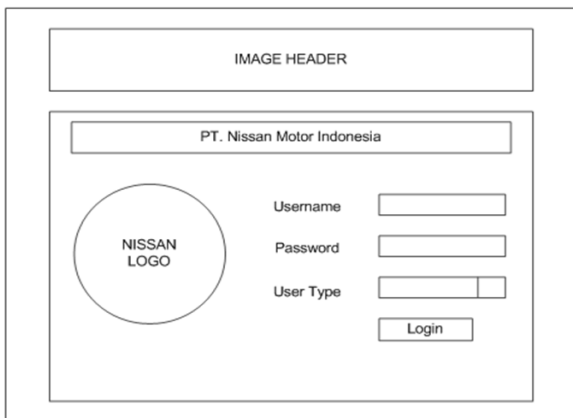 IMAGE HEADER
PT. Nissan Motor Indonesia
NISSAN
LOGO
Username
Password
User Type
Login